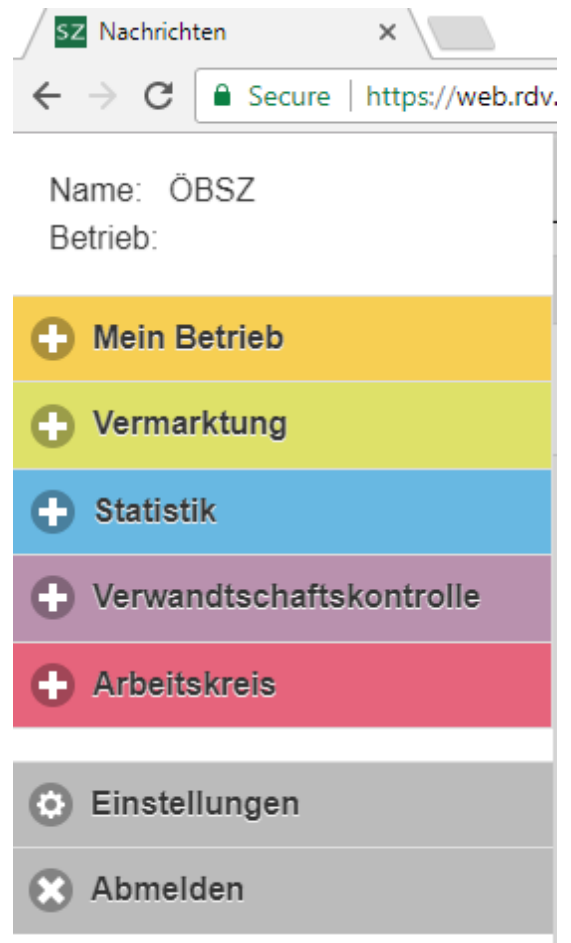 SZ Nachrichten
Secure | https://web.rdv.
Name: ÖBSZ
Betrieb:
Mein Betrieb
Vermarktung
Statistik
Verwandtschaftskontrolle
Arbeitskreis
Einstellungen
Abmelden